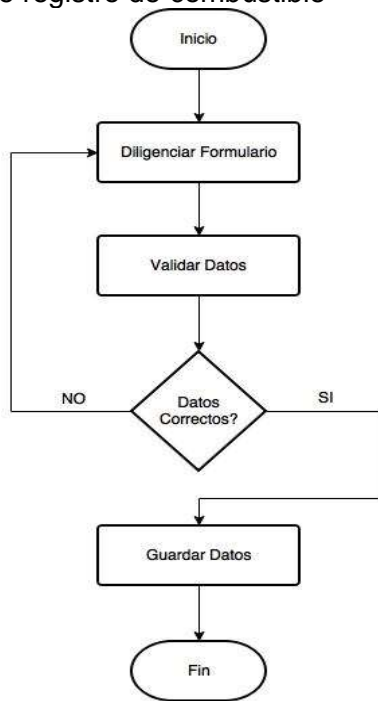 registro de combustible
Inicio
Diligenciar Formulario
Validar Datos
NO
Datos
Correctos?
SI
Guardar Datos
Fin